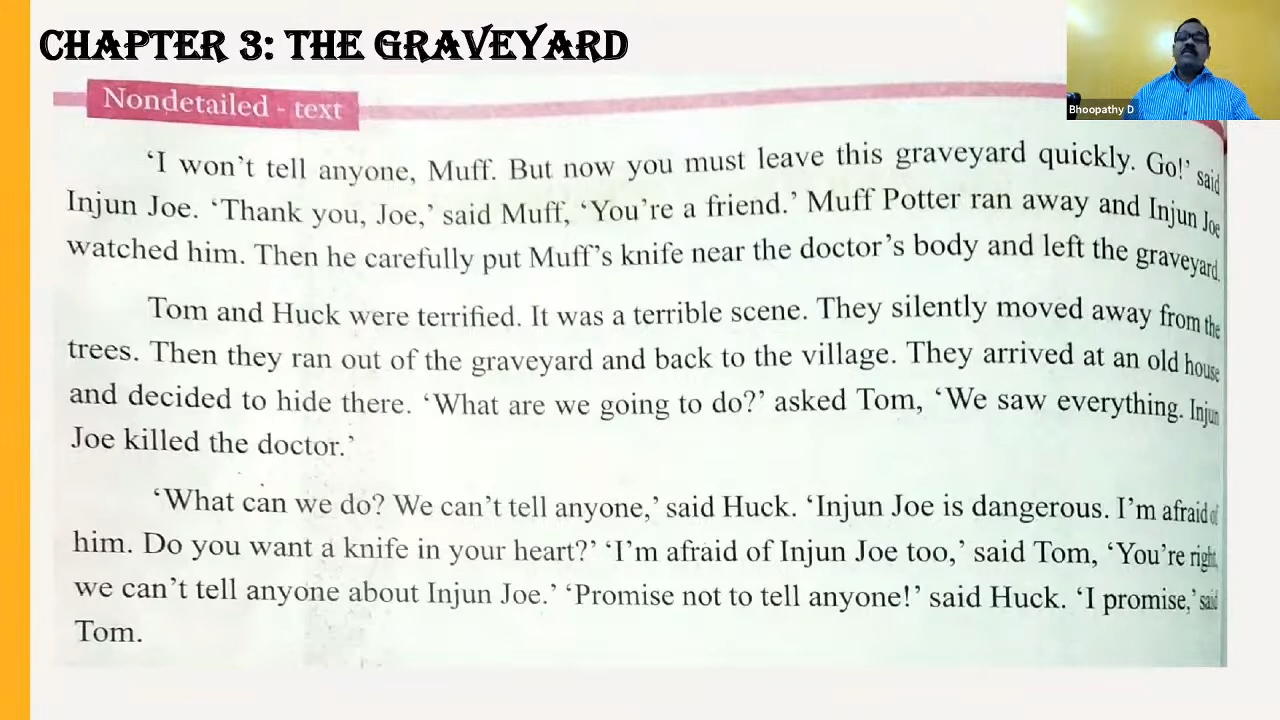 CHAPTER 3: THE GRAVEYARD
Bhoopathy D
Nondetailed - text
‘I won’t tell anyone, Muff. But now you must leave this graveyard quickly. Go!’ said
Injun Joe. ‘Thank you, Joe,’ said Muff, ‘You’re a friend.’ Muff Potter ran away and Injun Joe
watched him. Then he carefully put Muff’s knife near the doctor’s body and left the graveyard.
Tom and Huck were terrified. It was a terrible scene. They silently moved away from the
trees. Then they ran out of the graveyard and back to the village. They arrived at an old house
and decided to hide there. ‘What are we going to do?’ asked Tom, ‘We saw everything. Injun
Joe killed the doctor.’
‘What can we do? We can’t tell anyone,’ said Huck. ‘Injun Joe is dangerous. I’m afraid of
him. Do you want a knife in your heart?’ ‘I’m afraid of Injun Joe too,’ said Tom, ‘You’re right,
we can’t tell anyone about Injun Joe.’ ‘Promise not to tell anyone!’ said Huck. ‘I promise,’ said
Tom.